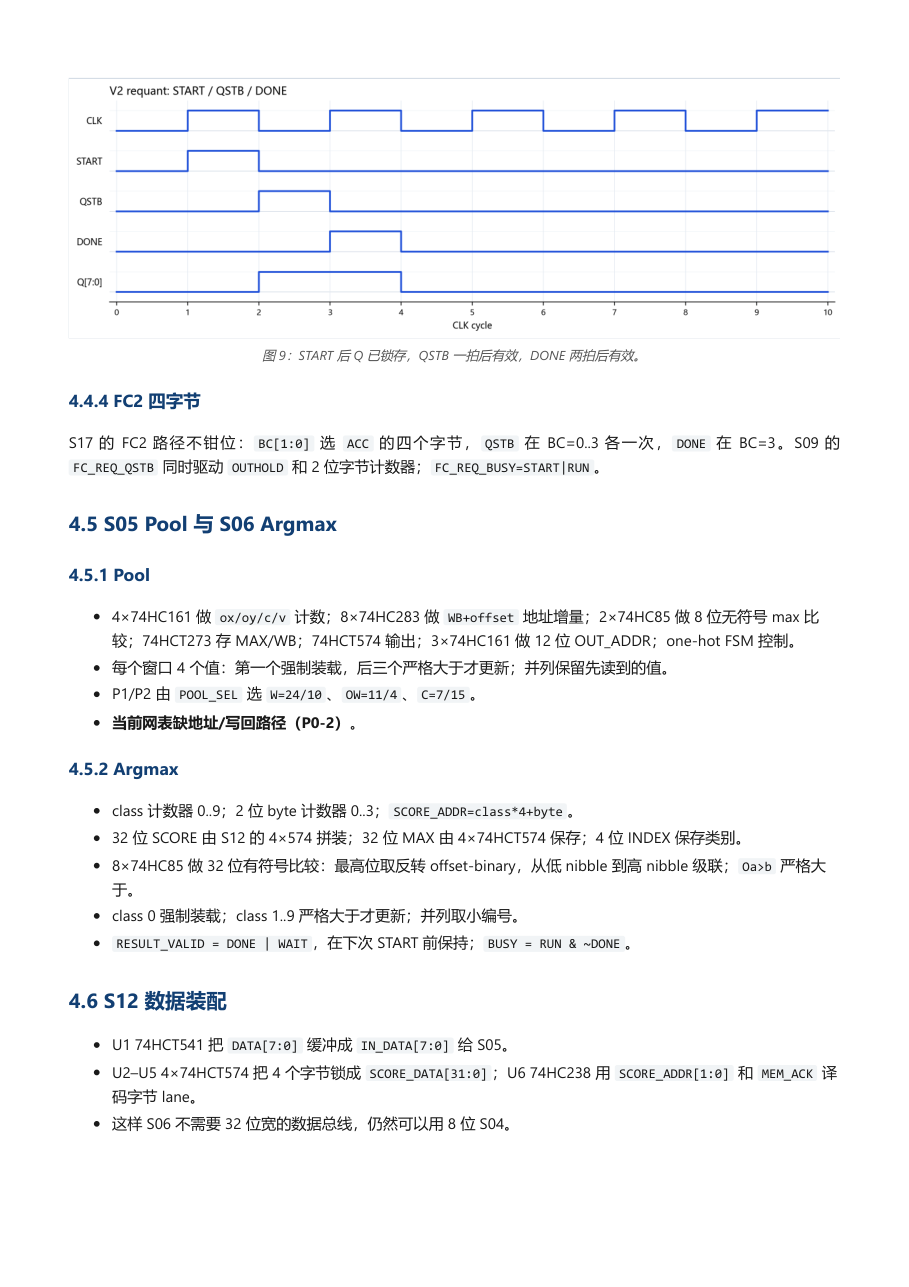 V2 requant: START / QSTB / DONE
CLK
START
QSTB
DONE
Q[7:0]
0 1 2 3 4 5 6 7 8 9 10
CLK cycle
图 9：START 后 Q 已锁存，QSTB 一拍后有效，DONE 两拍后有效。
4.4.4 FC2 四字节
S17 的 FC2 路径不钳位：BC[1:0] 选 ACC 的四个字节，QSTB 在 BC=0..3 各一次，DONE 在 BC=3。S09 的
FC_REQ_QSTB 同时驱动 OUTHOLD 和 2 位字节计数器；FC_REQ_BUSY=START|RUN。
4.5 S05 Pool 与 S06 Argmax
4.5.1 Pool
• 4×74HC161 做 ox/oy/c/v 计数；8×74HC283 做 WB+offset 地址增量；2×74HC85 做 8 位无符号 max 比
较；74HCT273 存 MAX/WB；74HCT574 输出；3×74HC161 做 12 位 OUT_ADDR；one-hot FSM 控制。
• 每个窗口 4 个值：第一个强制装载，后三个严格大于才更新；并列保留先读到的值。
• P1/P2 由 POOL_SEL 选 W=24/10、OW=11/4、C=7/15。
• 当前网表缺地址/写回路径（P0-2）。
4.5.2 Argmax
• class 计数器 0..9；2 位 byte 计数器 0..3；SCORE_ADDR=class*4+byte。
• 32 位 SCORE 由 S12 的 4×574 拼装；32 位 MAX 由 4×74HCT574 保存；4 位 INDEX 保存类别。
• 8×74HC85 做 32 位有符号比较：最高位取反转 offset-binary，从低 nibble 到高 nibble 级联；Oa>b 严格大
于。
• class 0 强制装载；class 1..9 严格大于才更新；并列取小编号。
• RESULT_VALID = DONE | WAIT，在下次 START 前保持；BUSY = RUN & ~DONE。
4.6 S12 数据装配
• U1 74HCT541 把 DATA[7:0] 缓冲成 IN_DATA[7:0] 给 S05。
• U2–U5 4×74HCT574 把 4 个字节锁成 SCORE_DATA[31:0]；U6 74HC238 用 SCORE_ADDR[1:0] 和 MEM_ACK 译
码字节 lane。
• 这样 S06 不需要 32 位宽的数据总线，仍然可以用 8 位 S04。